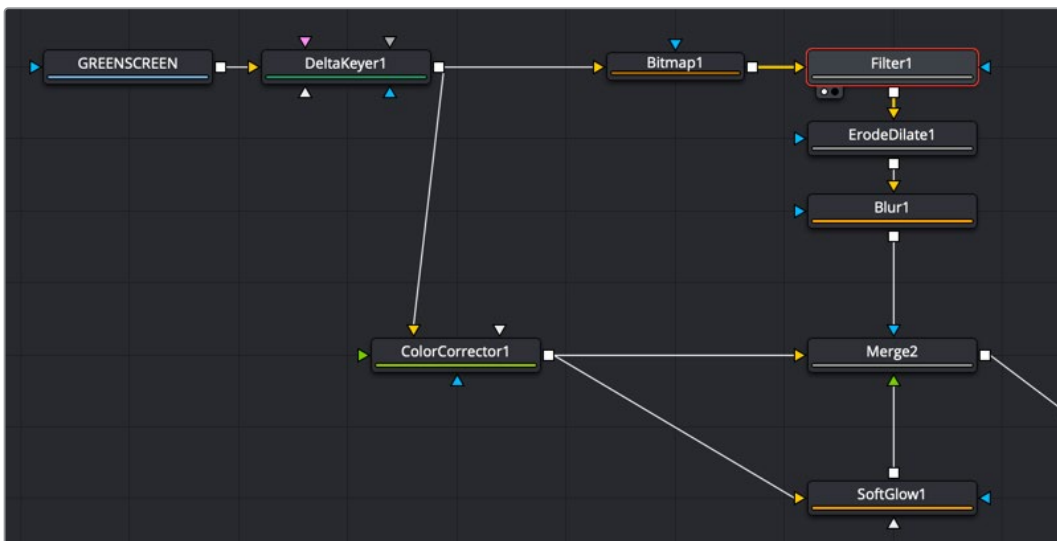 GREENSCREEN
DeltaKeyer1
Bitmap1
Filter1
ErodeDilate1
Blur1
ColorCorrector1
Merge2
SoftGlow1